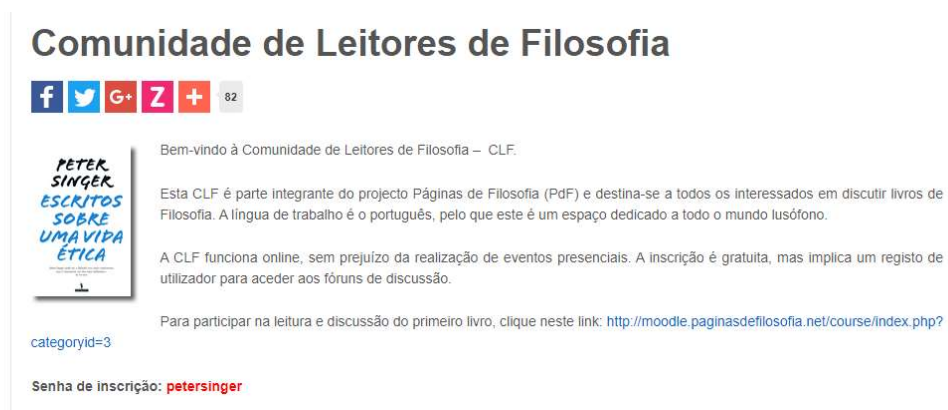 Comunidade de Leitores de Filosofia
f G+ Z + 82
PETER
SINGER
ESCRITOS
SOBRE
UMA VIDA
ÉTICA
Bem-vindo à Comunidade de Leitores de Filosofia – CLF.
Esta CLF é parte integrante do projecto Páginas de Filosofia (PdF) e destina-se a todos os interessados em discutir livros de
Filosofia. A língua de trabalho é o português, pelo que este é um espaço dedicado a todo o mundo lusófono.
A CLF funciona online, sem prejuízo da realização de eventos presenciais. A inscrição é gratuita, mas implica um registo de
utilizador para aceder aos fóruns de discussão.
Para participar na leitura e discussão do primeiro livro, clique neste link: http://moodle.paginasdefilosofia.net/course/index.php?
categoryid=3
Senha de inscrição: petersinger